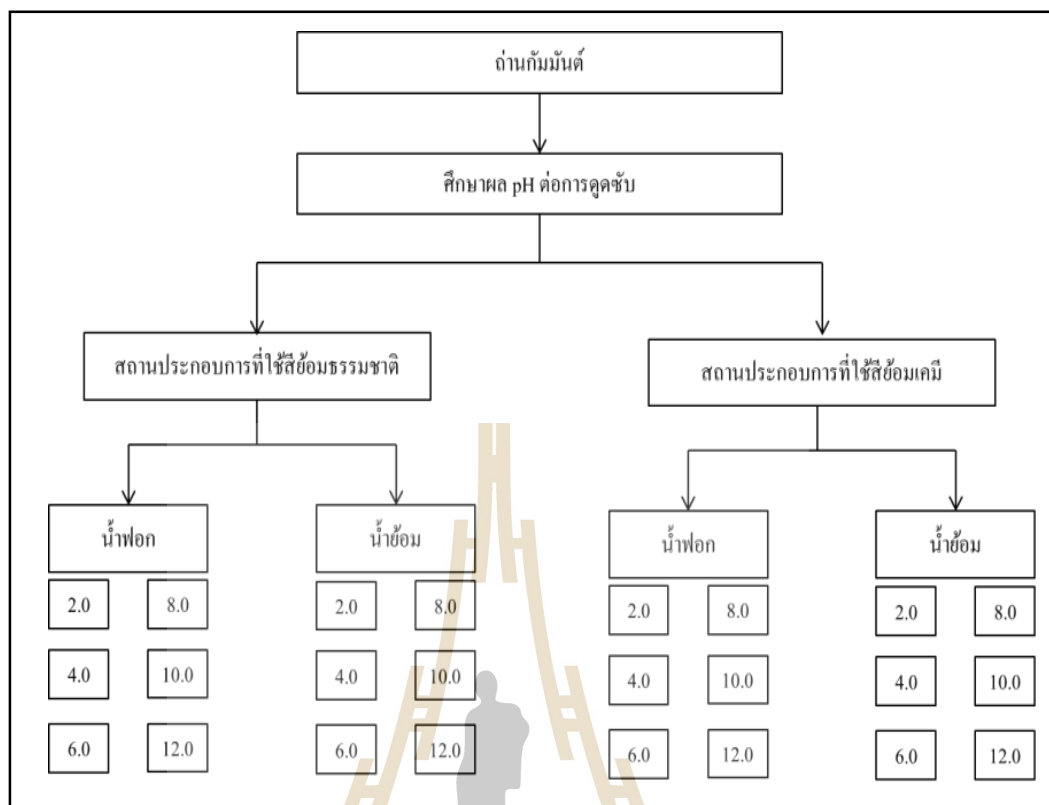 ถ่านกัมมันต์
ศึกษาผล pH ต่อการดูดซับ
สถานประกอบการที่ใช้สีย้อมธรรมชาติ
สถานประกอบการที่ใช้สีย้อมเคมี
น้ำฟอก
น้ำย้อม
น้ำฟอก
น้ำย้อม
2.0 8.0 2.0 8.0 2.0 8.0 2.0 8.0
4.0 10.0 4.0 10.0 4.0 10.0 4.0 10.0
6.0 12.0 6.0 12.0 6.0 12.0 6.0 12.0